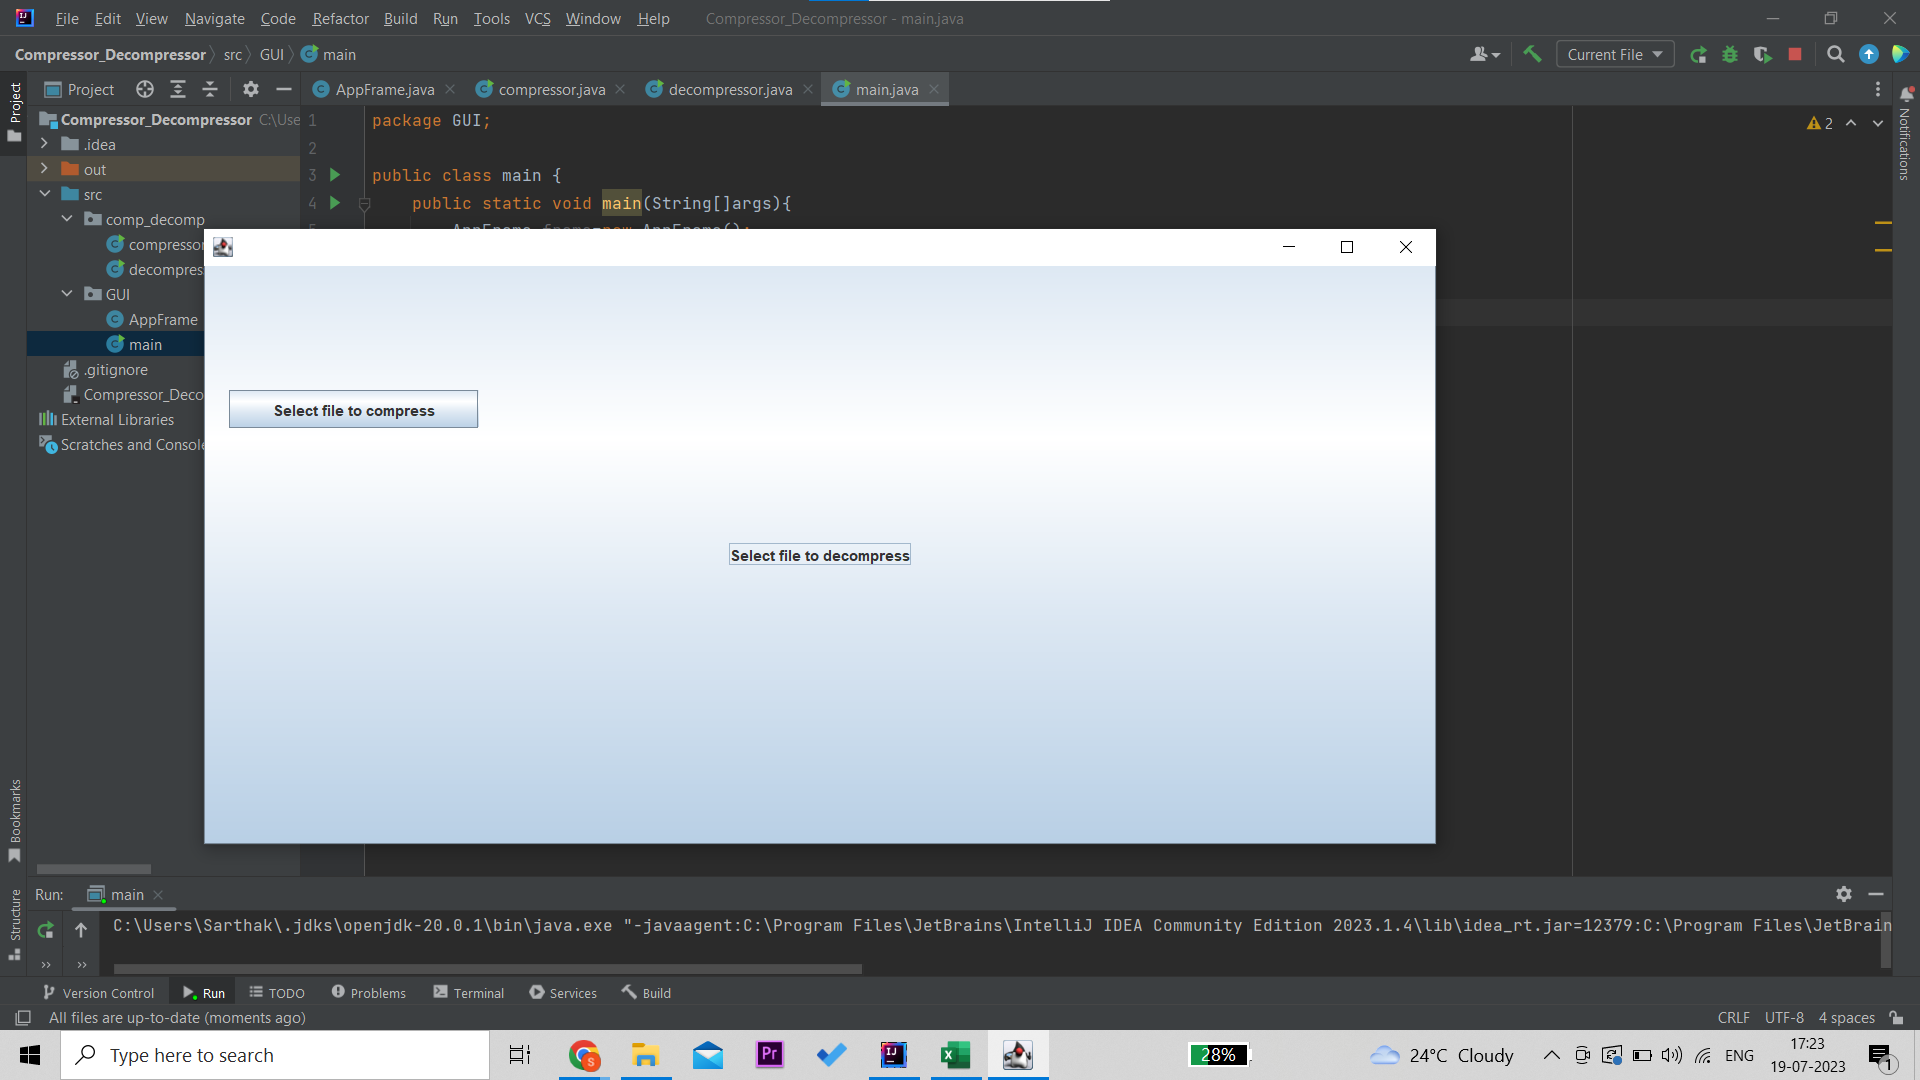 File Edit View Navigate Code Refactor Build Run Tools VCS Window Help Compressor_Decompressor - main.java
Compressor_Decompressor src GUI main Current File
Project AppFrame.java compressor.java decompressor.java main.java
Project
Notifications
Compressor_Decompressor C:\Use
.idea
out
src
comp_decomp
compressor
decompres
GUI
AppFrame
main
.gitignore
Compressor_Deco
External Libraries
Scratches and Console
1 package GUI;
2
3 public class main {
4 public static void main(String[]args){
5 AppFrame frame=new AppFrame();
2
Select file to compress
Select file to decompress
Bookmarks
Structure
Run: main
C:\Users\Sarthak\.jdks\openjdk-20.0.1\bin\java.exe "-javaagent:C:\Program Files\JetBrains\IntelliJ IDEA Community Edition 2023.1.4\lib\idea_rt.jar=12379:C:\Program Files\JetBrain
Version Control Run TODO Problems Terminal Services Build
All files are up-to-date (moments ago) CRLF UTF-8 4 spaces
Type here to search 28% 24°C Cloudy ENG 17:23
19-07-2023 1